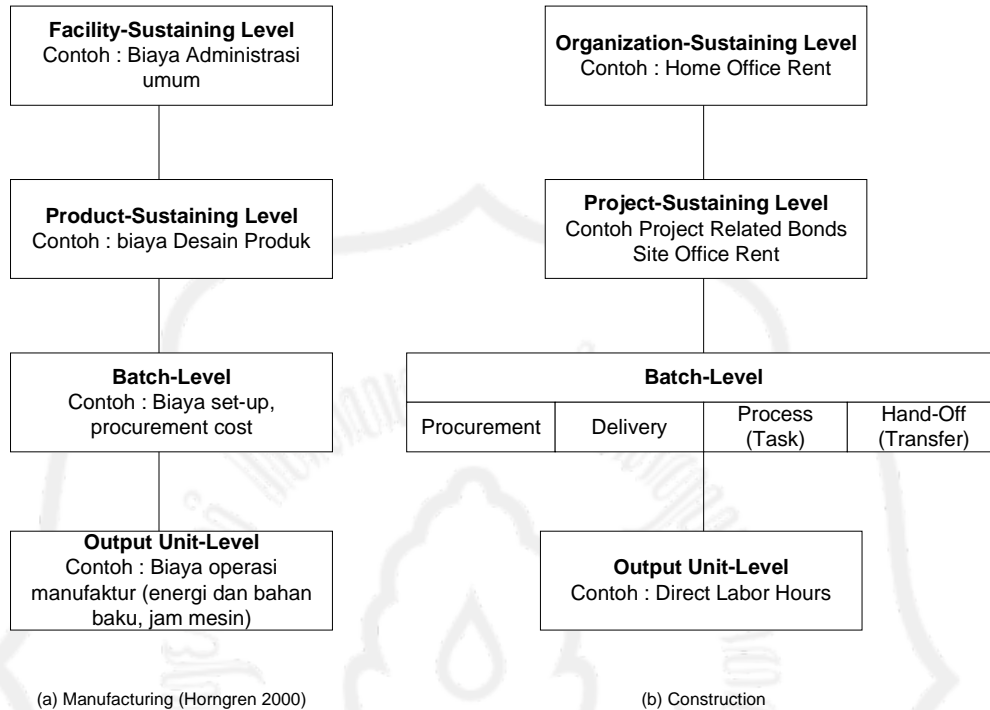 Facility-Sustaining Level
Contoh : Biaya Administrasi
umum
Product-Sustaining Level
Contoh : biaya Desain Produk
Batch-Level
Contoh : Biaya set-up,
procurement cost
Output Unit-Level
Contoh : Biaya operasi
manufaktur (energi dan bahan
baku, jam mesin)
(a) Manufacturing (Horngren 2000)
Organization-Sustaining Level
Contoh : Home Office Rent
Project-Sustaining Level
Contoh Project Related Bonds
Site Office Rent
Batch-Level
Procurement
Delivery
Process
(Task)
Hand-Off
(Transfer)
Output Unit-Level
Contoh : Direct Labor Hours
(b) Construction